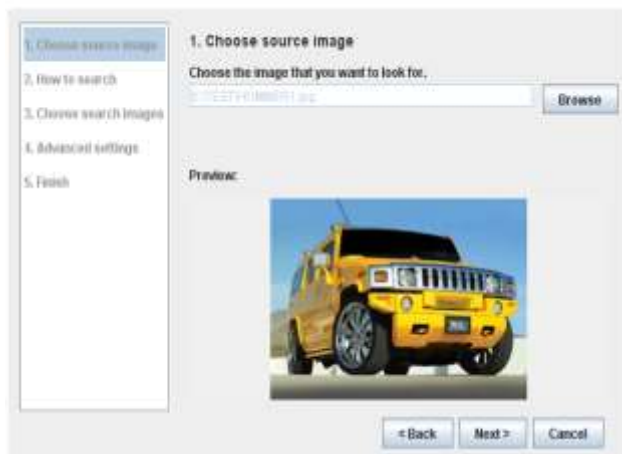 1. Choose source image
2. How to search
3. Choose search images
4. Advanced settings
5. Finish
1. Choose source image
Choose the image that you want to look for.
Browse
Preview:
< Back
Next >
Cancel